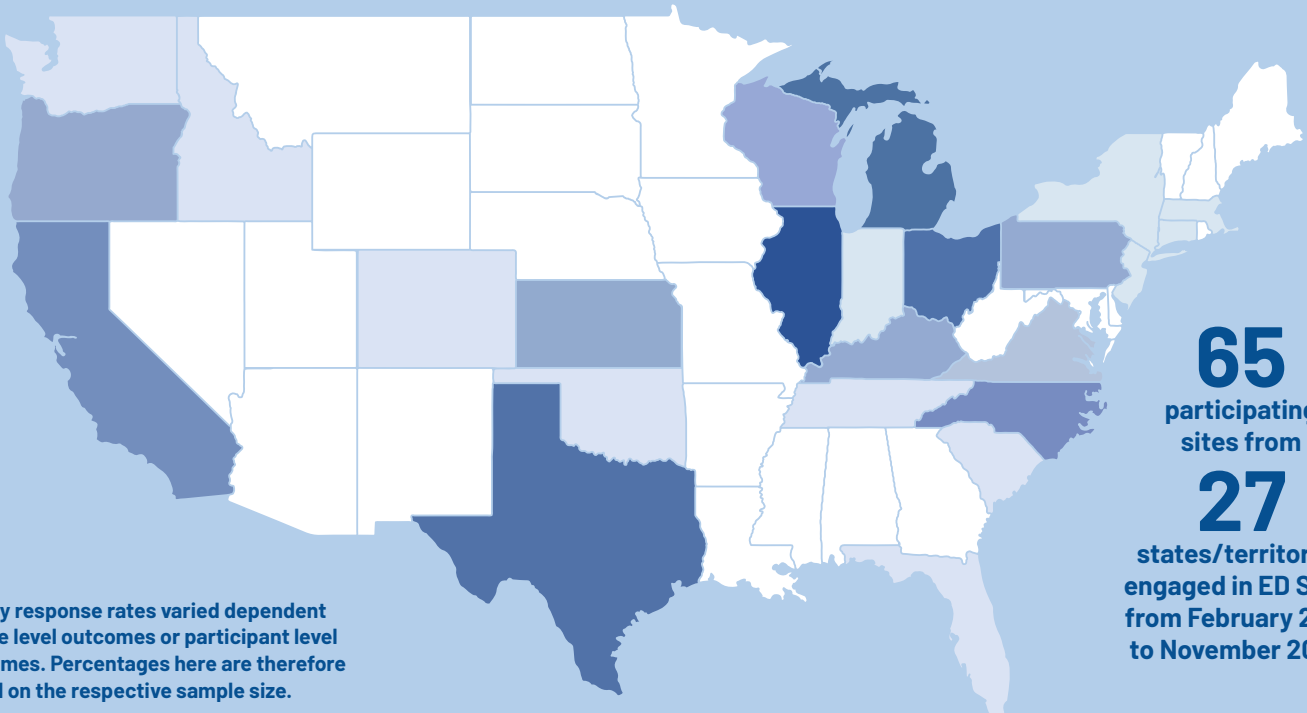 65
participating
sites from
27
states/territor
engaged in ED S
from February 2
to November 20
y response rates varied dependent
e level outcomes or participant level
mes. Percentages here are therefore
l on the respective sample size.